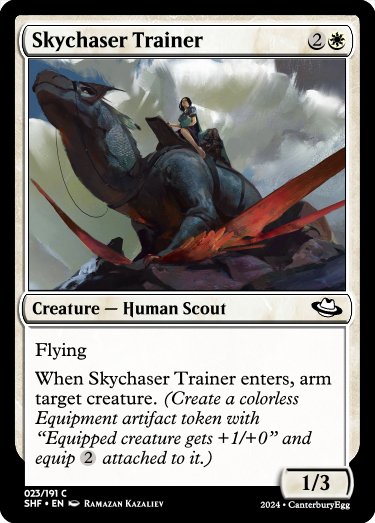 Skychaser Trainer 2
Creature — Human Scout
Flying
When Skychaser Trainer enters, arm
target creature. (Create a colorless
Equipment artifact token with
“Equipped creature gets +1/+0” and
equip 2 attached to it.)
1/3
023/191 C
SHF • EN Ramazan Kazaliev
2024 • CanterburyEgg